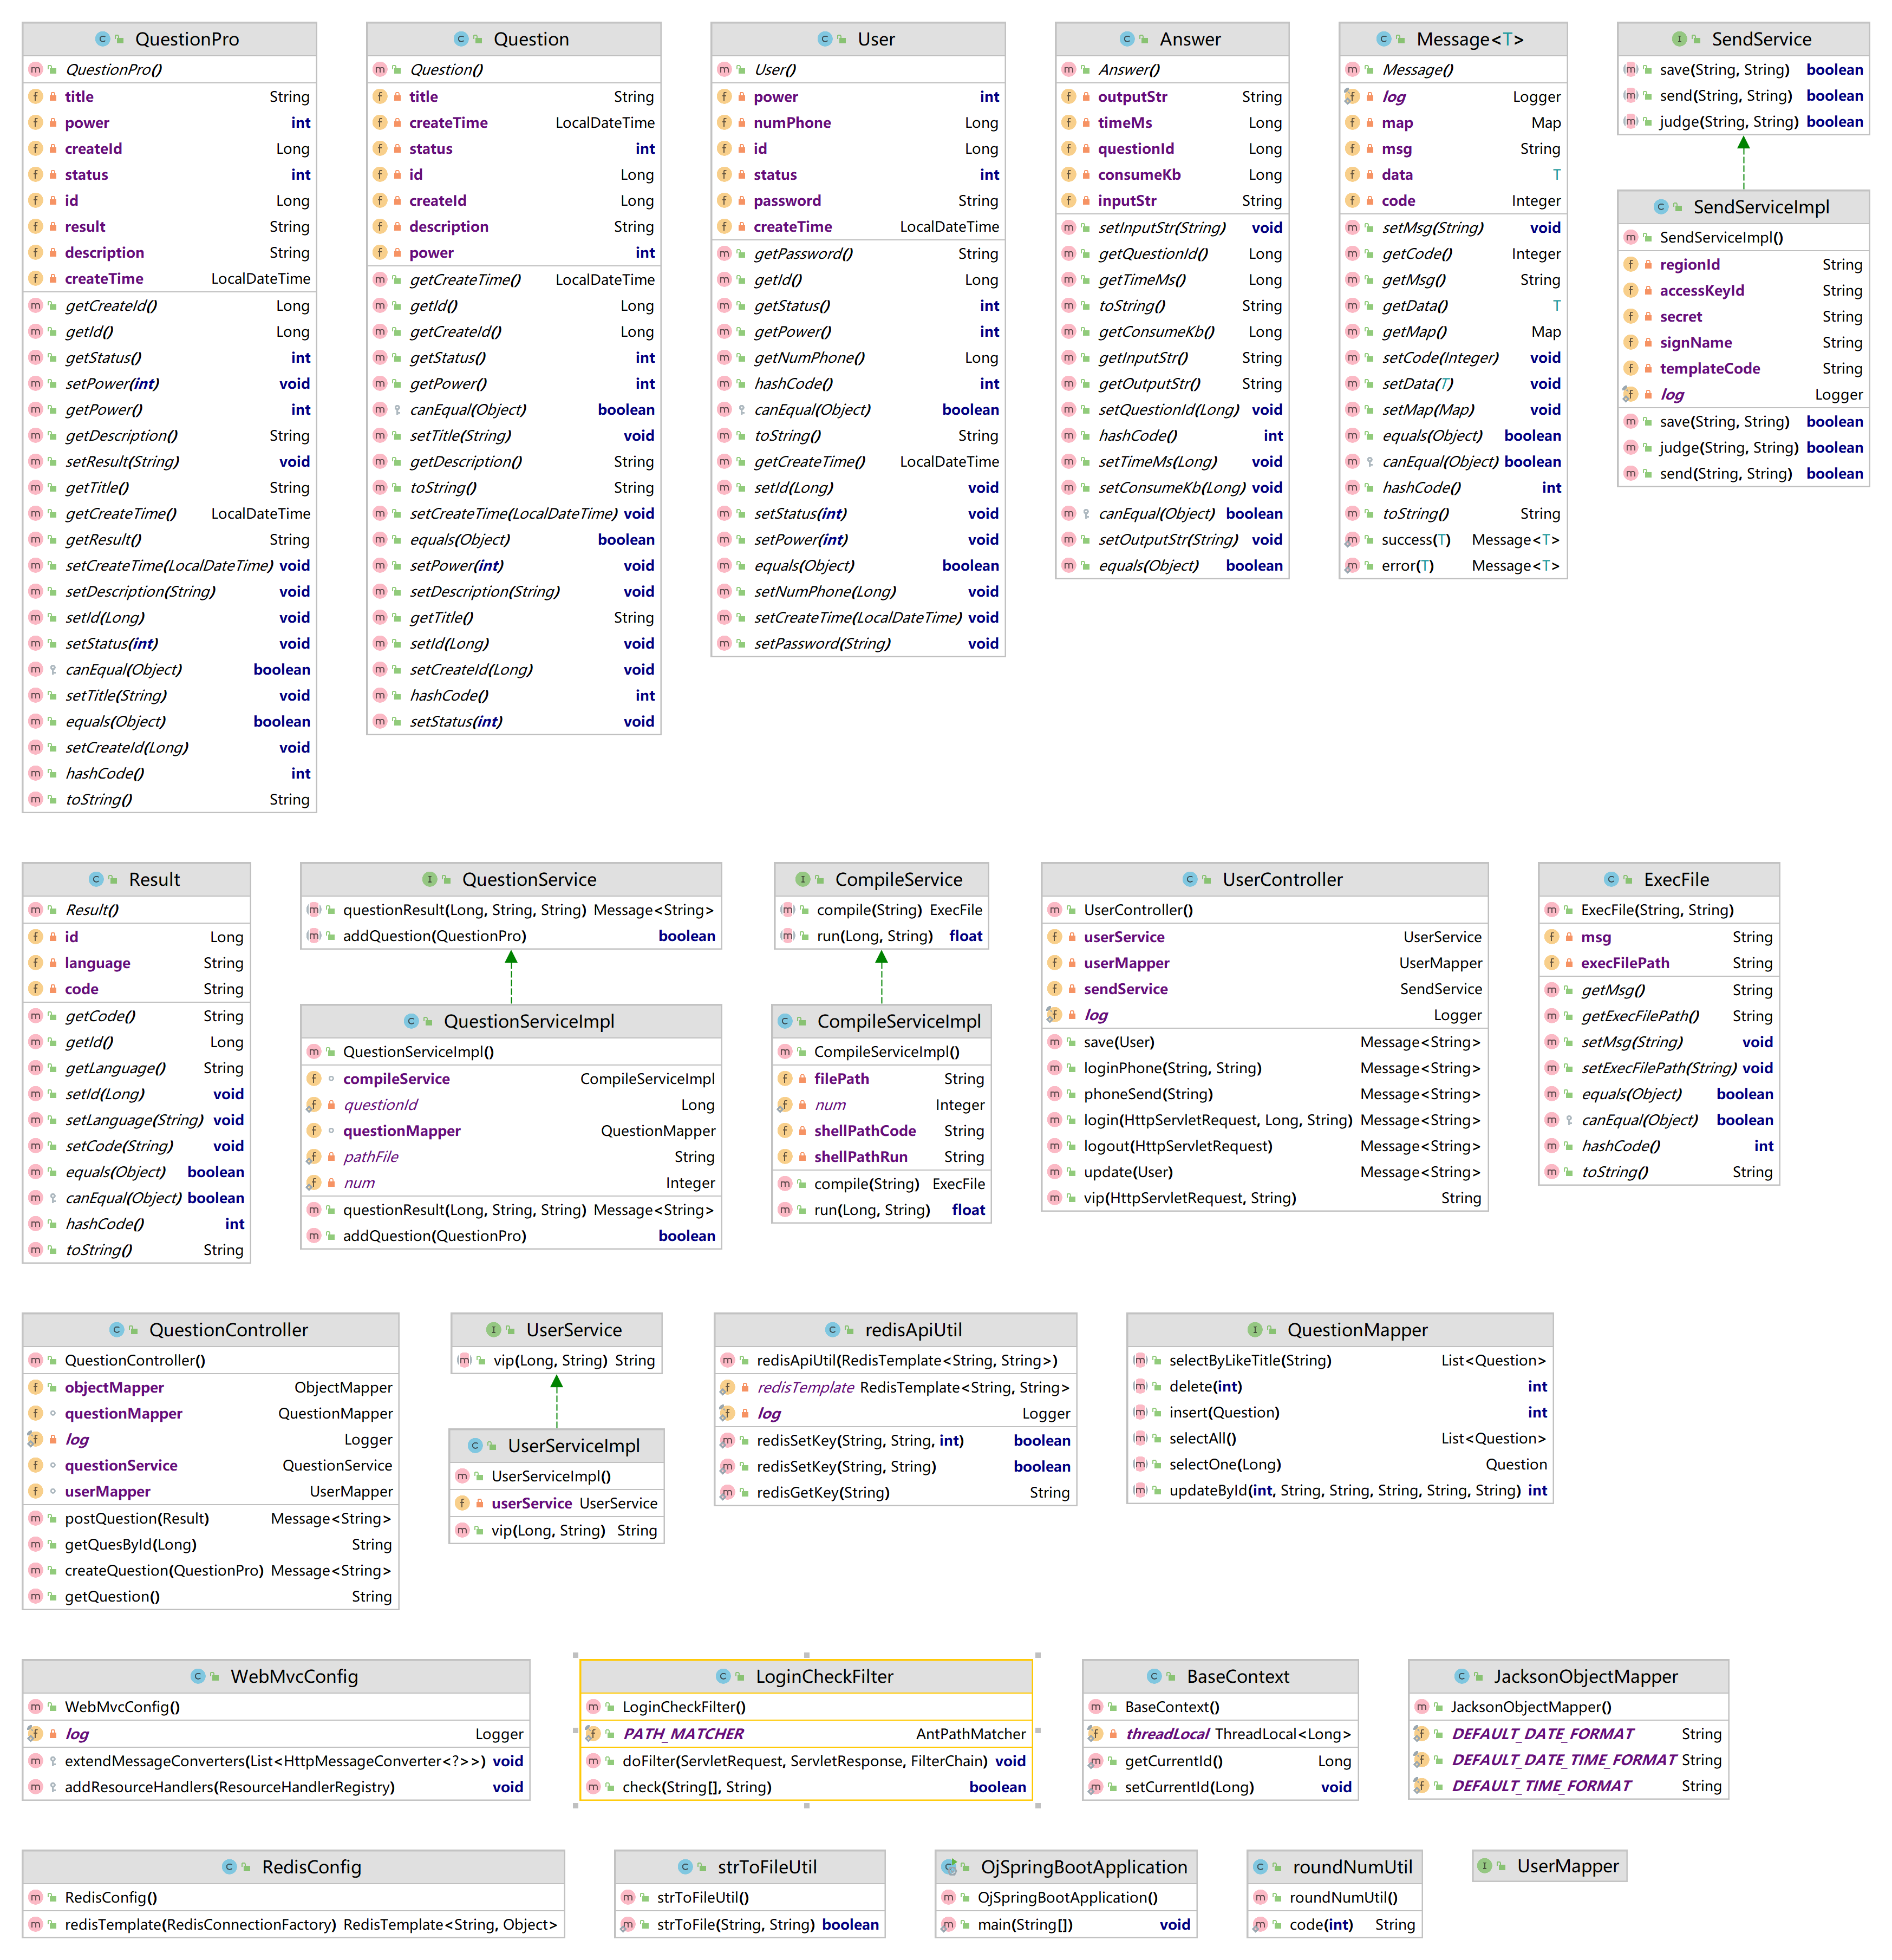 QuestionPro
QuestionPro()
title String
power int
createId Long
status int
id Long
result String
description String
createTime LocalDateTime
getCreateId() Long
getId() Long
getStatus() int
setPower(int) void
getPower() int
getDescription() String
setResult(String) void
getTitle() String
getCreateTime() LocalDateTime
getResult() String
setCreateTime(LocalDateTime) void
setDescription(String) void
setId(Long) void
setStatus(int) void
canEqual(Object) boolean
setTitle(String) void
equals(Object) boolean
setCreateId(Long) void
hashCode() int
toString() String
Question
Question()
title String
createTime LocalDateTime
status int
id Long
createId Long
description String
power int
getCreateTime() LocalDateTime
getId() Long
getCreateId() Long
getStatus() int
getPower() int
canEqual(Object) boolean
setTitle(String) void
getDescription() String
toString() String
setCreateTime(LocalDateTime) void
equals(Object) boolean
setPower(int) void
setDescription(String) void
getTitle() String
setId(Long) void
setCreateId(Long) void
hashCode() int
setStatus(int) void
User
User()
power int
numPhone Long
id Long
status int
password String
createTime LocalDateTime
getPassword() String
getId() Long
getStatus() int
getPower() int
getNumPhone() Long
hashCode() int
canEqual(Object) boolean
toString() String
getCreateTime() LocalDateTime
setId(Long) void
setStatus(int) void
setPower(int) void
equals(Object) boolean
setNumPhone(Long) void
setCreateTime(LocalDateTime) void
setPassword(String) void
Answer
Answer()
outputStr String
timeMs Long
questionId Long
consumeKb Long
inputStr String
setInputStr(String) void
getQuestionId() Long
getTimeMs() Long
toString() String
getConsumeKb() Long
getInputStr() String
getOutputStr() String
setQuestionId(Long) void
hashCode() int
setTimeMs(Long) void
setConsumeKb(Long) void
canEqual(Object) boolean
setOutputStr(String) void
equals(Object) boolean
Message<T>
Message()
log Logger
map Map
msg String
data T
code Integer
setMsg(String) void
getCode() Integer
getMsg() String
getData() T
getMap() Map
setCode(Integer) void
setData(T) void
setMap(Map) void
equals(Object) boolean
canEqual(Object) boolean
hashCode() int
toString() String
success(T) Message<T>
error(T) Message<T>
SendService
save(String, String) boolean
send(String, String) boolean
judge(String, String) boolean
SendServiceImpl
SendServiceImpl()
regionId String
accessKeyId String
secret String
signName String
templateCode String
log Logger
save(String, String) boolean
judge(String, String) boolean
send(String, String) boolean
Result
Result()
id Long
language String
code String
getCode() String
getId() Long
getLanguage() String
setId(Long) void
setLanguage(String) void
setCode(String) void
equals(Object) boolean
canEqual(Object) boolean
hashCode() int
toString() String
QuestionService
questionResult(Long, String, String) Message<String>
addQuestion(QuestionPro) boolean
QuestionServiceImpl
QuestionServiceImpl()
compileService CompileServiceImpl
questionId Long
questionMapper QuestionMapper
pathFile String
num Integer
questionResult(Long, String, String) Message<String>
addQuestion(QuestionPro) boolean
CompileService
compile(String) ExecFile
run(Long, String) float
CompileServiceImpl
CompileServiceImpl()
filePath String
num Integer
shellPathCode String
shellPathRun String
compile(String) ExecFile
run(Long, String) float
UserController
UserController()
userService UserService
userMapper UserMapper
sendService SendService
log Logger
save(User) Message<String>
loginPhone(String, String) Message<String>
phoneSend(String) Message<String>
login(HttpServletRequest, Long, String) Message<String>
logout(HttpServletRequest) Message<String>
update(User) Message<String>
vip(HttpServletRequest, String) String
ExecFile
ExecFile(String, String)
msg String
execFilePath String
getMsg() String
getExecFilePath() String
setMsg(String) void
setExecFilePath(String) void
equals(Object) boolean
canEqual(Object) boolean
hashCode() int
toString() String
QuestionController
QuestionController()
objectMapper ObjectMapper
questionMapper QuestionMapper
log Logger
questionService QuestionService
userMapper UserMapper
postQuestion(Result) Message<String>
getQuesById(Long) String
createQuestion(QuestionPro) Message<String>
getQuestion() String
UserService
vip(Long, String) String
UserServiceImpl
UserServiceImpl()
userService UserService
vip(Long, String) String
redisApiUtil
redisApiUtil(RedisTemplate<String, String>)
redisTemplate RedisTemplate<String, String>
log Logger
redisSetKey(String, String, int) boolean
redisSetKey(String, String) boolean
redisGetKey(String) String
QuestionMapper
selectByLikeTitle(String) List<Question>
delete(int) int
insert(Question) int
selectAll() List<Question>
selectOne(Long) Question
updateById(int, String, String, String, String, String) int
WebMvcConfig
WebMvcConfig()
log Logger
extendMessageConverters(List<HttpMessageConverter<?>>) void
addResourceHandlers(ResourceHandlerRegistry) void
LoginCheckFilter
LoginCheckFilter()
PATH_MATCHER AntPathMatcher
doFilter(ServletRequest, ServletResponse, FilterChain) void
check(String[], String) boolean
BaseContext
BaseContext()
threadLocal ThreadLocal<Long>
getCurrentId() Long
setCurrentId(Long) void
JacksonObjectMapper
JacksonObjectMapper()
DEFAULT_DATE_FORMAT String
DEFAULT_DATE_TIME_FORMAT String
DEFAULT_TIME_FORMAT String
RedisConfig
RedisConfig()
redisTemplate(RedisConnectionFactory) RedisTemplate<String, Object>
strToFileUtil
strToFileUtil()
strToFile(String, String) boolean
OjSpringBootApplication
OjSpringBootApplication()
main(String[]) void
roundNumUtil
roundNumUtil()
code(int) String
UserMapper